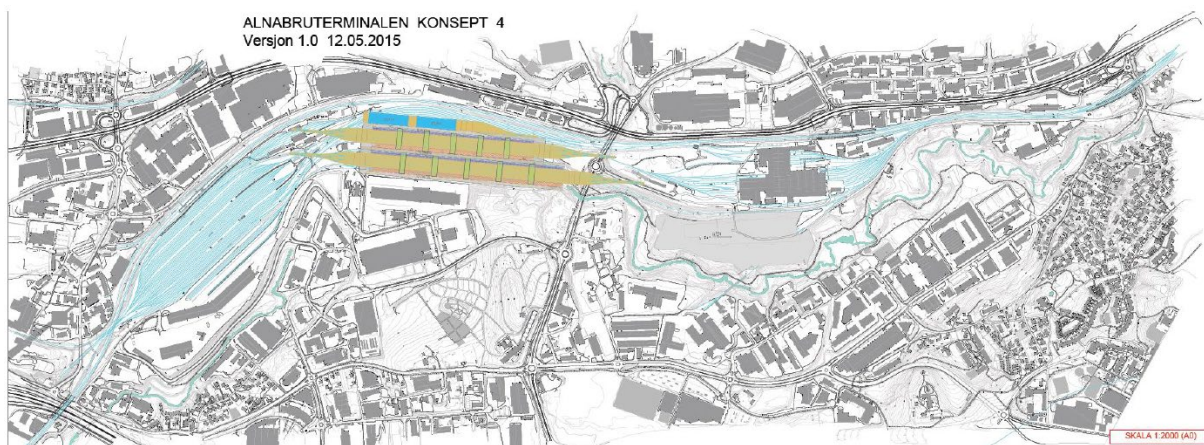 ALNABRUTERMINALEN KONSEPT 4
Versjon 1.0 12.05.2015
SKALA 1:2000 (A0)